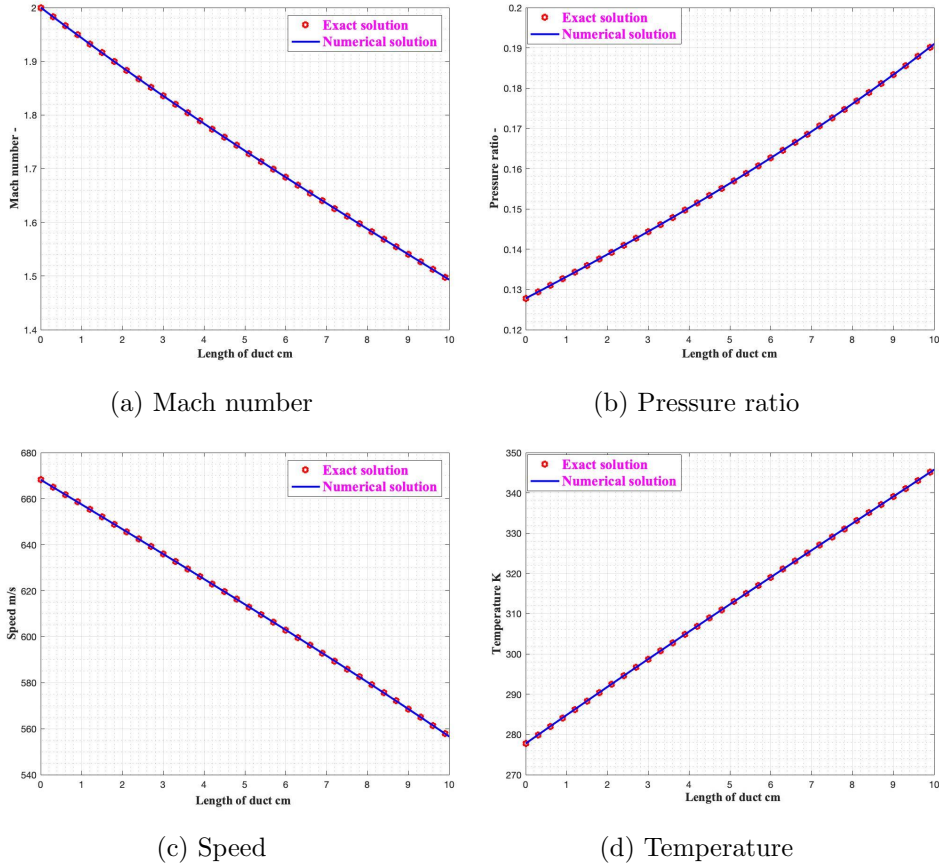 Exact solution
Numerical solution
2
1.9
1.8
1.7
1.6
1.5
1.4
Mach number -
0 1 2 3 4 5 6 7 8 9 10
Length of duct cm
(a) Mach number
Exact solution
Numerical solution
0.2
0.19
0.18
0.17
0.16
0.15
0.14
0.13
0.12
Pressure ratio -
0 1 2 3 4 5 6 7 8 9 10
Length of duct cm
(b) Pressure ratio
Exact solution
Numerical solution
680
660
640
620
600
580
560
540
Speed m/s
0 1 2 3 4 5 6 7 8 9 10
Length of duct cm
(c) Speed
Exact solution
Numerical solution
350
340
330
320
310
300
290
280
270
Temperature K
0 1 2 3 4 5 6 7 8 9 10
Length of duct cm
(d) Temperature